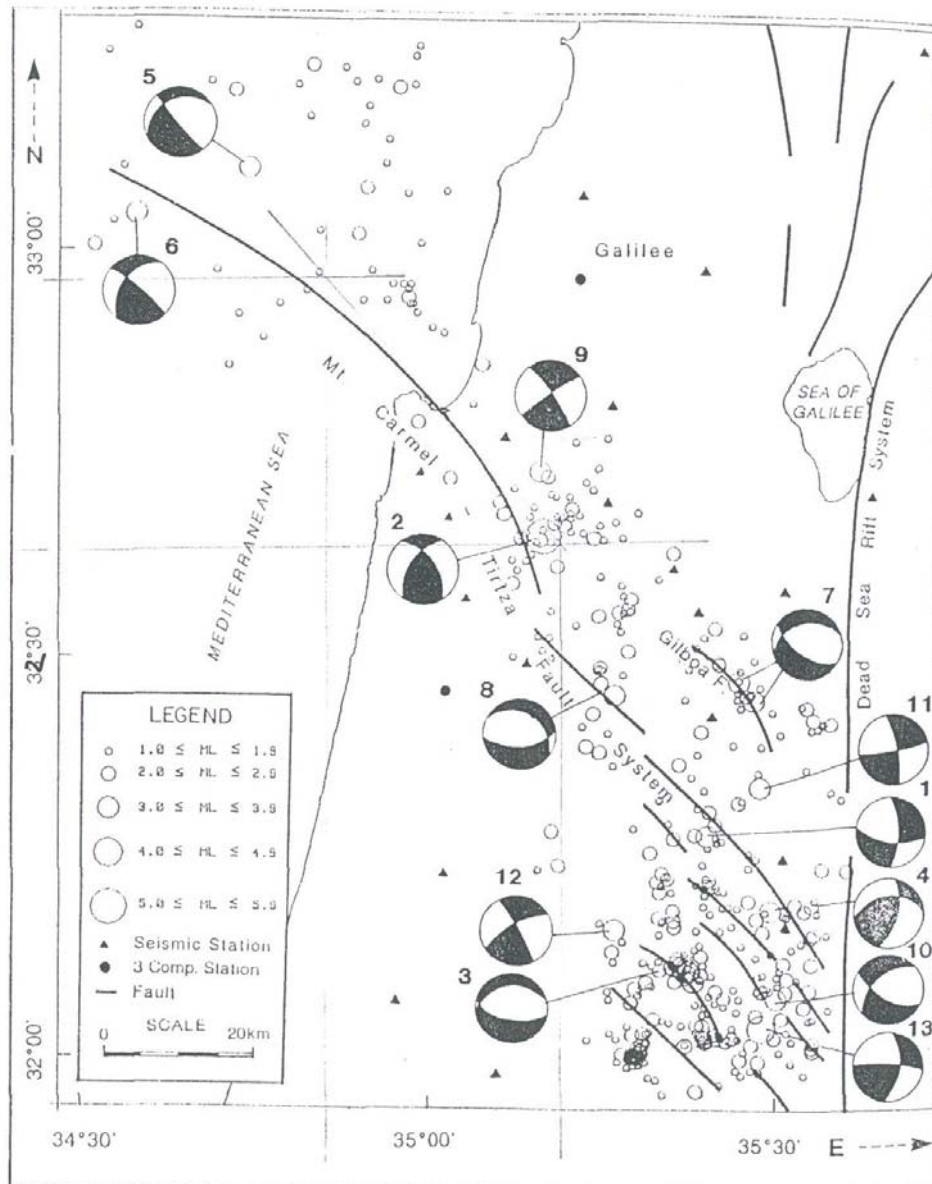 5
N
33°00'
6
Galilee
Mt.
Carmel
9
SEA OF
GALILEE
MEDITERRANEAN SEA
2
Tirtza
Fault
System
7
Gilboa F.
8
Dead Sea Rift System
32°30'
LEGEND
1.0 ≤ ML ≤ 1.9
2.0 ≤ ML ≤ 2.9
3.0 ≤ ML ≤ 3.9
4.0 ≤ ML ≤ 4.9
5.0 ≤ ML ≤ 5.9
Seismic Station
3 Comp. Station
Fault
SCALE
0 20km
11
1
4
12
10
3
13
32°00'
34°30'
35°00'
35°30'
E